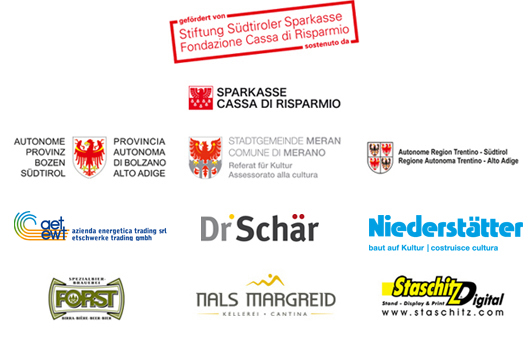 gefördert von
Stiftung Südtiroler Sparkasse
Fondazione Cassa di Risparmio
sostenuto da
SPARKASSE
CASSA DI RISPARMIO
AUTONOME
PROVINZ
BOZEN
SÜDTIROL
PROVINCIA
AUTONOMA
DI BOLZANO
ALTO ADIGE
STADTGEMEINDE MERAN
COMUNE DI MERANO
Referat für Kultur
Assessorato alla cultura
Autonome Region Trentino - Südtirol
Regione Autonoma Trentino - Alto Adige
aet
ewt
azienda energetica trading srl
etschwerke trading gmbh
Dr Schär
Niederstätter
baut auf Kultur | costruisce cultura
SPEZIALBIER-
BRAUEREI
FORST
BIRRA·BIÈRE·BEER·BIER
NALS MARGREID
KELLEREI · CANTINA
Staschitz Digital
Stand - Display & Print
www.staschitz.com